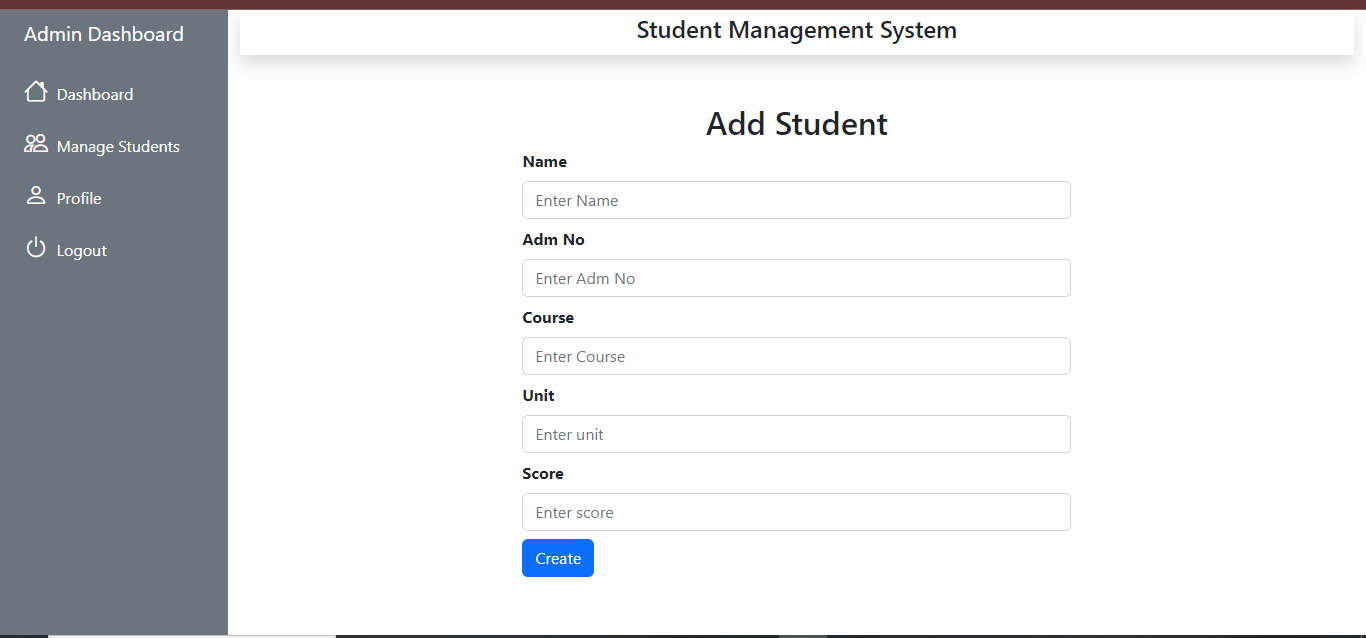 Admin Dashboard
Dashboard
Manage Students
Profile
Logout
Student Management System
Add Student
Name
Enter Name
Adm No
Enter Adm No
Course
Enter Course
Unit
Enter unit
Score
Enter score
Create